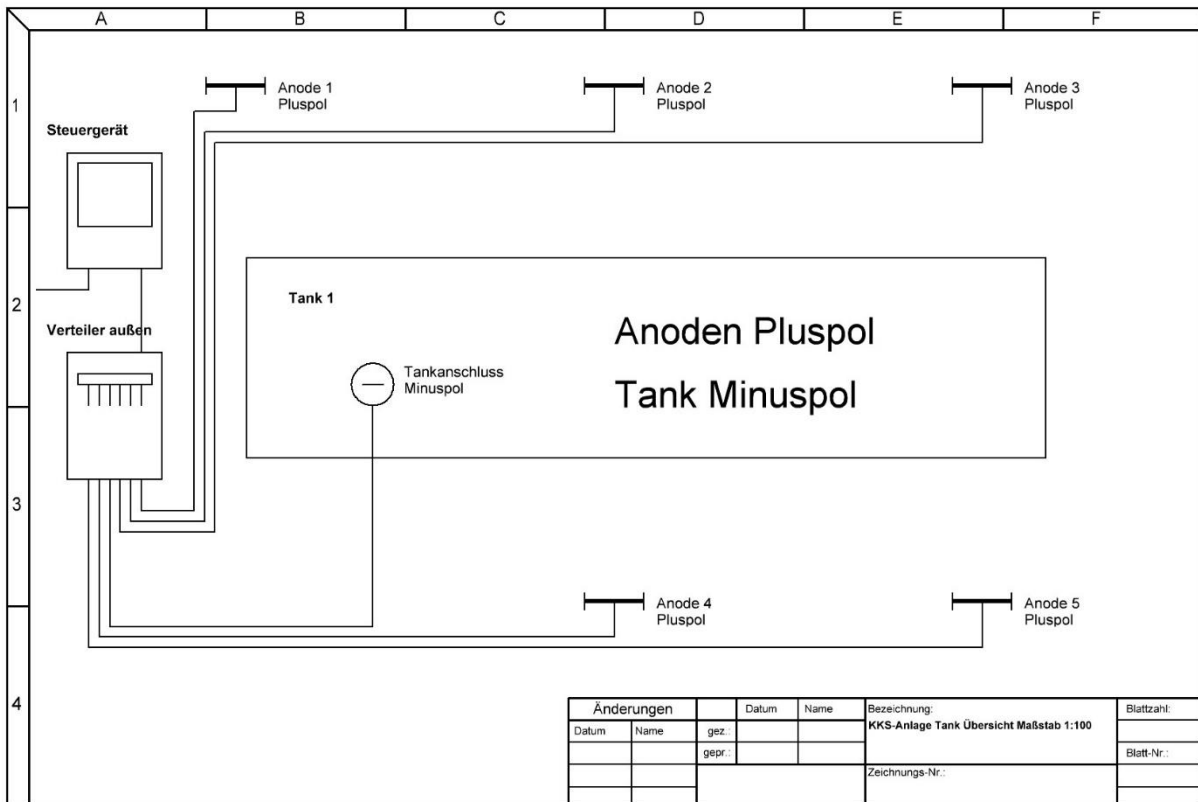 A B C D E F
1
Anode 1
Pluspol
Anode 2
Pluspol
Anode 3
Pluspol
Steuergerät
2
Tank 1
Verteiler außen
Anoden Pluspol
Tank Minuspol
Tankanschluss
Minuspol
3
Anode 4
Pluspol
Anode 5
Pluspol
4
Änderungen Datum Name Bezeichnung: Blattzahl:
KKS-Anlage Tank Übersicht Maßstab 1:100
Datum Name gez.:
gepr.: Blatt-Nr.:
Zeichnungs-Nr.: